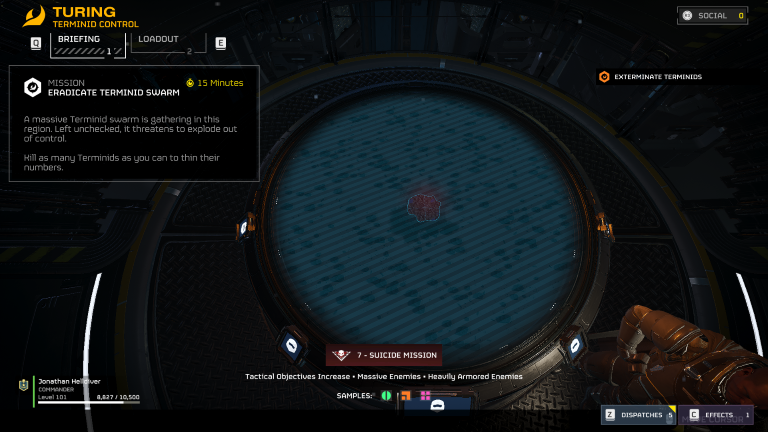 TURING
TERMINID CONTROL
SOCIAL 0
Q BRIEFING 1 LOADOUT 2 E
MISSION 15 Minutes
ERADICATE TERMINID SWARM
EXTERMINATE TERMINIDS
A massive Terminid swarm is gathering in this
region. Left unchecked, it threatens to explode out
of control.
Kill as many Terminids as you can to thin their
numbers.
7 - SUICIDE MISSION
Tactical Objectives Increase • Massive Enemies • Heavily Armored Enemies
SAMPLES:
Jonathan Helldiver
COMMANDER
Level 101 8,827 / 10,500
Z DISPATCHES 5 C EFFECTS 1
CURSOR